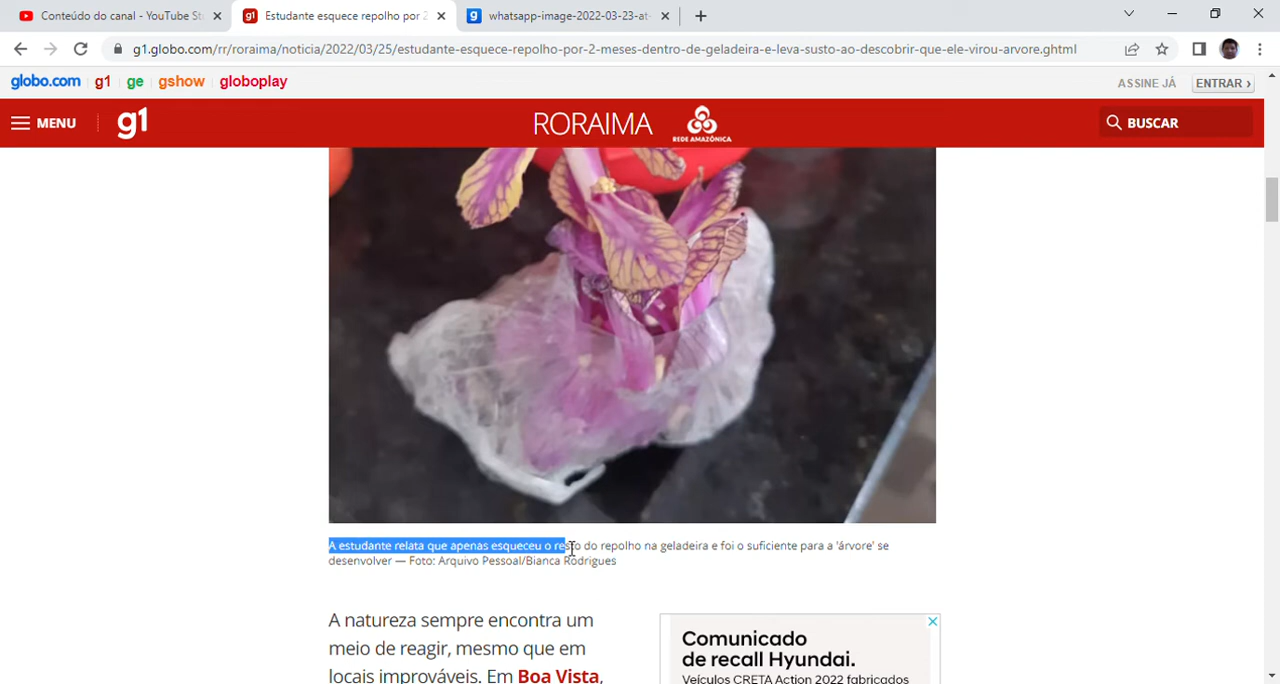 Conteúdo do canal - YouTube St
Estudante esquece repolho por 2
whatsapp-image-2022-03-23-at-
g1.globo.com/rr/roraima/noticia/2022/03/25/estudante-esquece-repolho-por-2-meses-dentro-de-geladeira-e-leva-susto-ao-descobrir-que-ele-virou-arvore.ghtml
globo.com g1 ge gshow globoplay
ASSINE JÁ ENTRAR ›
MENU g1 RORAIMA REDE AMAZÔNICA BUSCAR
A estudante relata que apenas esqueceu o resto do repolho na geladeira e foi o suficiente para a 'árvore' se
desenvolver — Foto: Arquivo Pessoal/Bianca Rodrigues
A natureza sempre encontra um
meio de reagir, mesmo que em
locais improváveis. Em Boa Vista,
Comunicado
de recall Hyundai.
Veículos CRETA Action 2022 fabricados